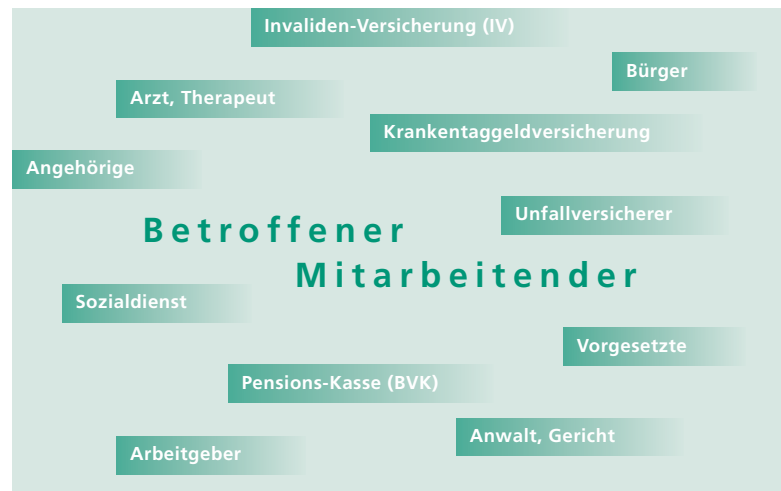 Invaliden-Versicherung (IV)
Bürger
Arzt, Therapeut
Krankentaggeldversicherung
Angehörige
Unfallversicherer
Betroffener
Mitarbeitender
Sozialdienst
Vorgesetzte
Pensions-Kasse (BVK)
Anwalt, Gericht
Arbeitgeber